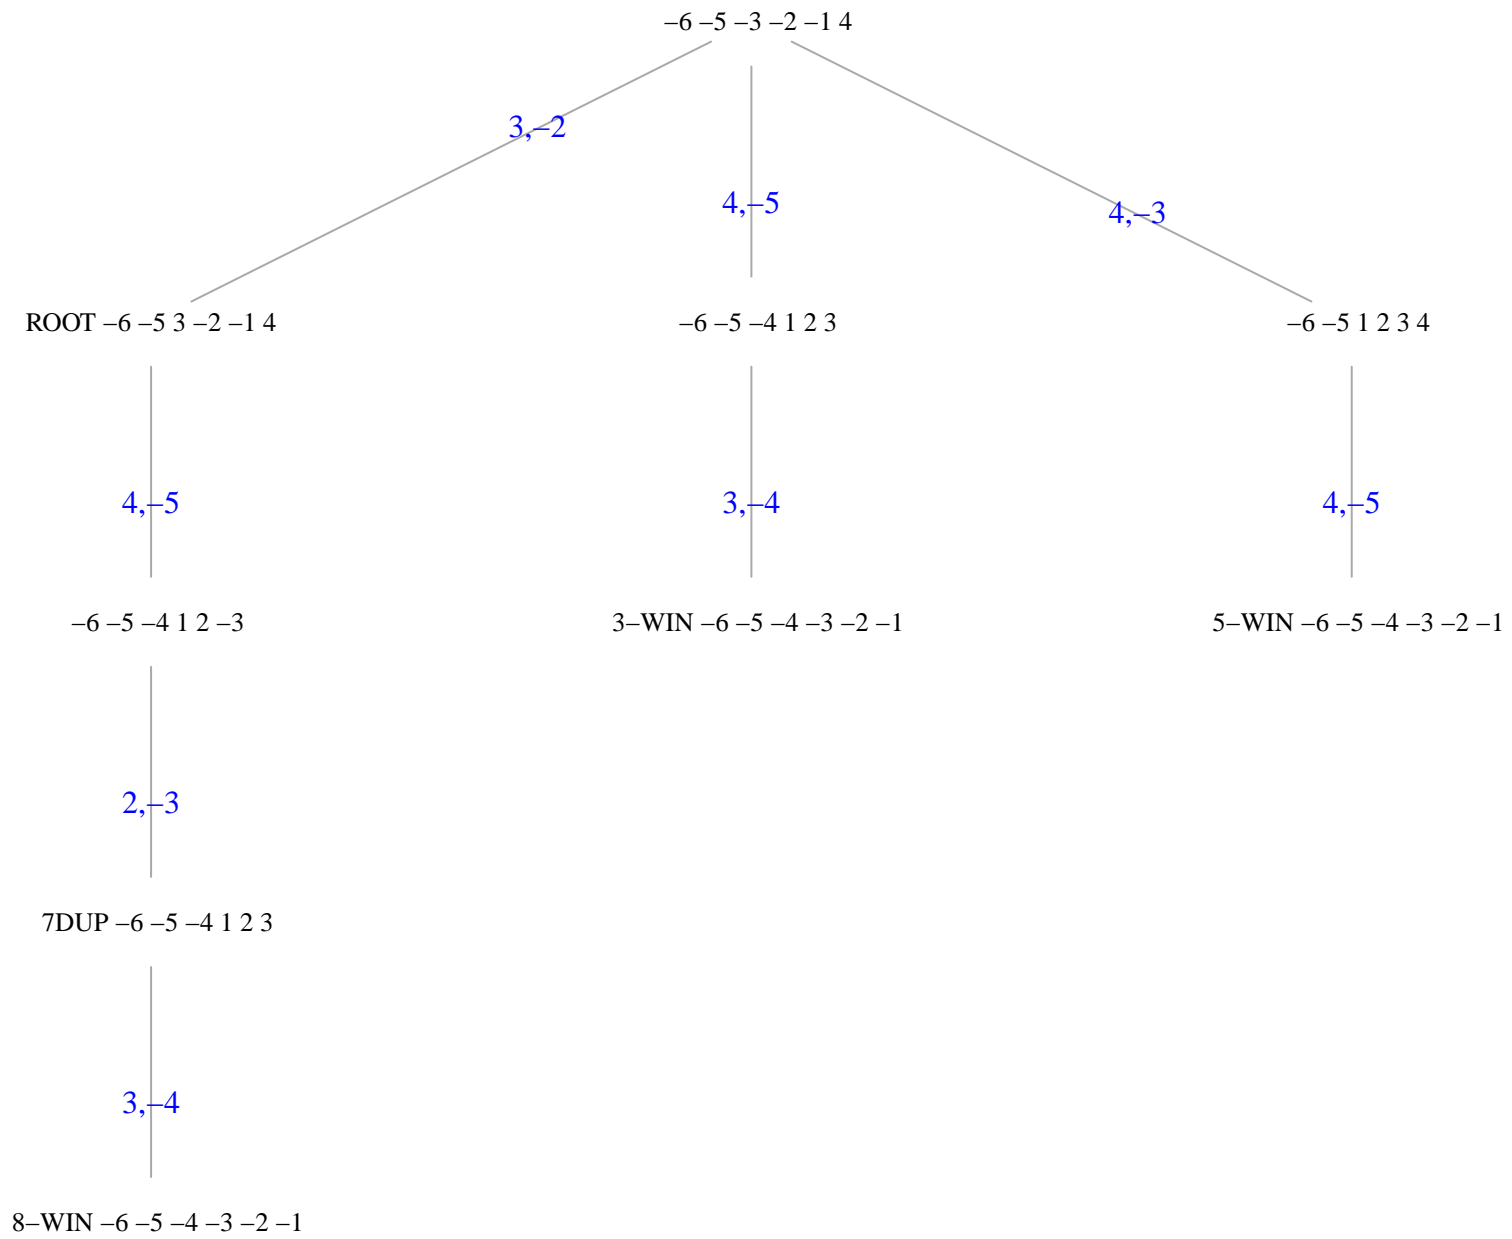 –6 –5 –3 –2 –1 4
3,–2
4,–5
4,–3
ROOT –6 –5 3 –2 –1 4
–6 –5 –4 1 2 3
–6 –5 1 2 3 4
4,–5
3,–4
4,–5
–6 –5 –4 1 2 –3
3–WIN –6 –5 –4 –3 –2 –1
5–WIN –6 –5 –4 –3 –2 –1
2,–3
7DUP –6 –5 –4 1 2 3
3,–4
8–WIN –6 –5 –4 –3 –2 –1